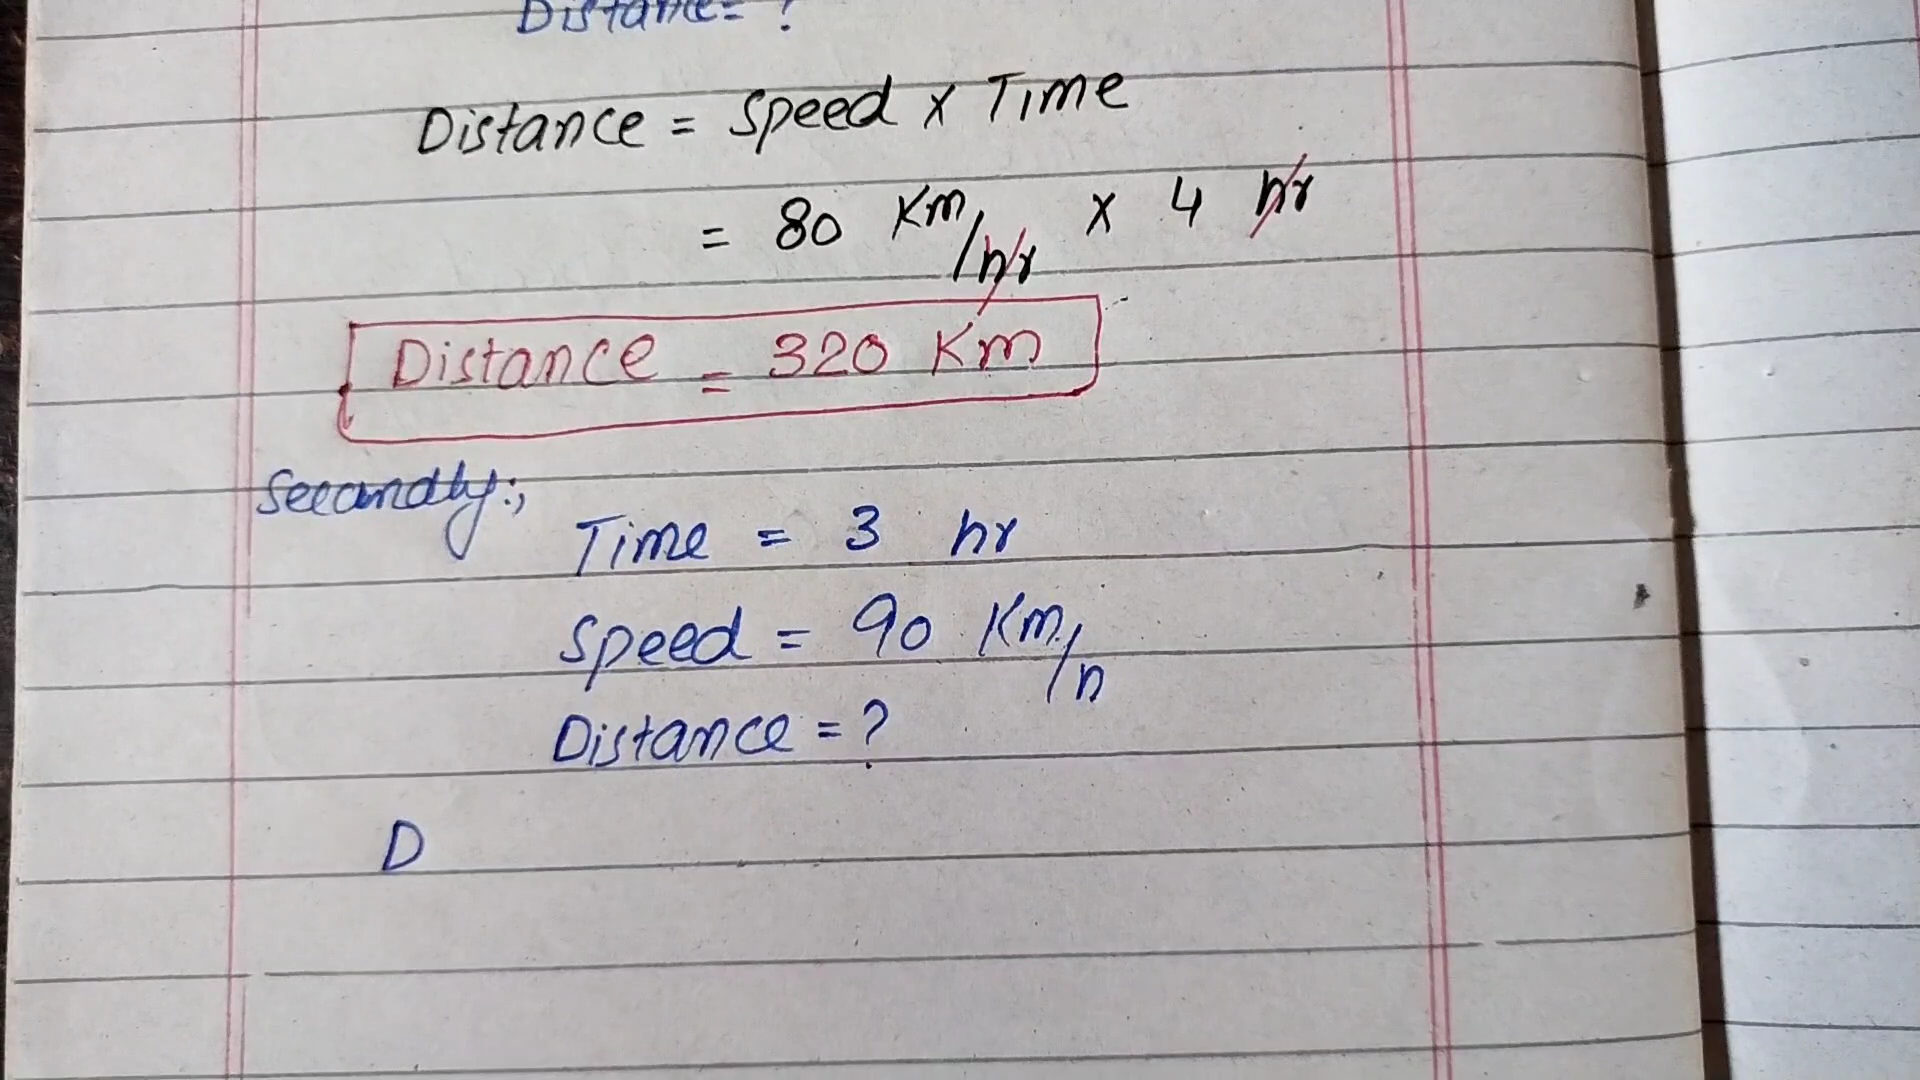 Distance = ?
Distance = Speed x Time
= 80 Km/hr x 4 hr
Distance = 320 Km
Secondly:,
Time = 3 hr
Speed = 90 Km/h
Distance = ?
D